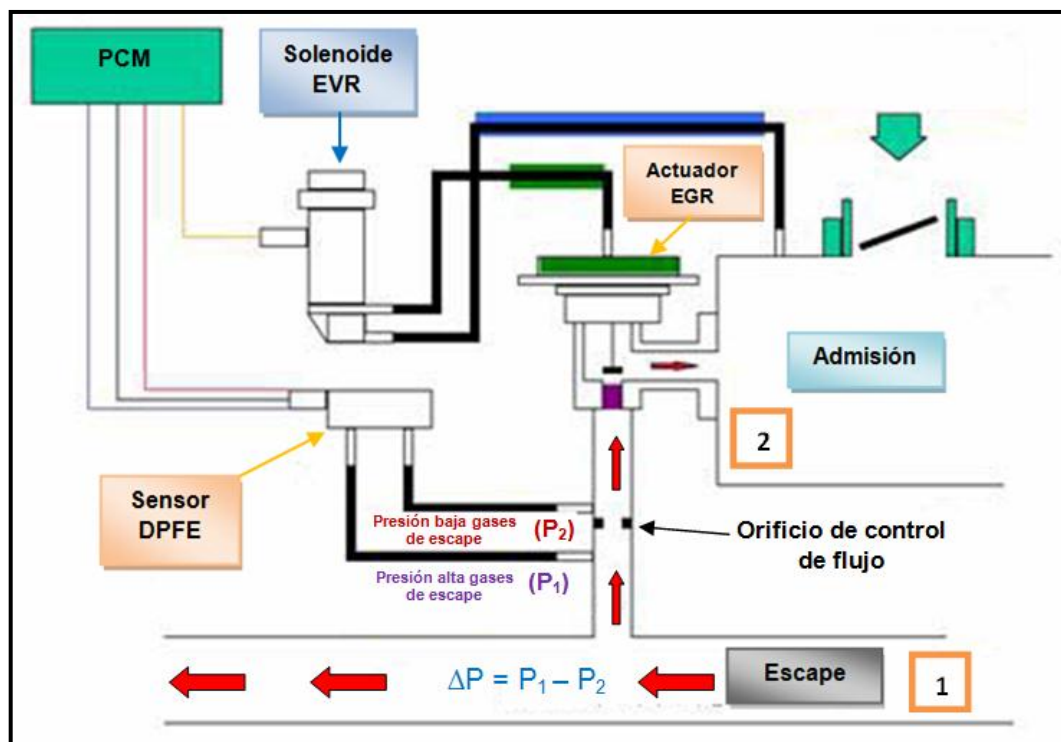 PCM
Solenoide
EVR
Actuador
EGR
Admisión
2
Sensor
DPFE
Presión baja gases
de escape
(P₂)
Orificio de control
de flujo
Presión alta gases
de escape
(P₁)
ΔP = P₁ – P₂
Escape
1